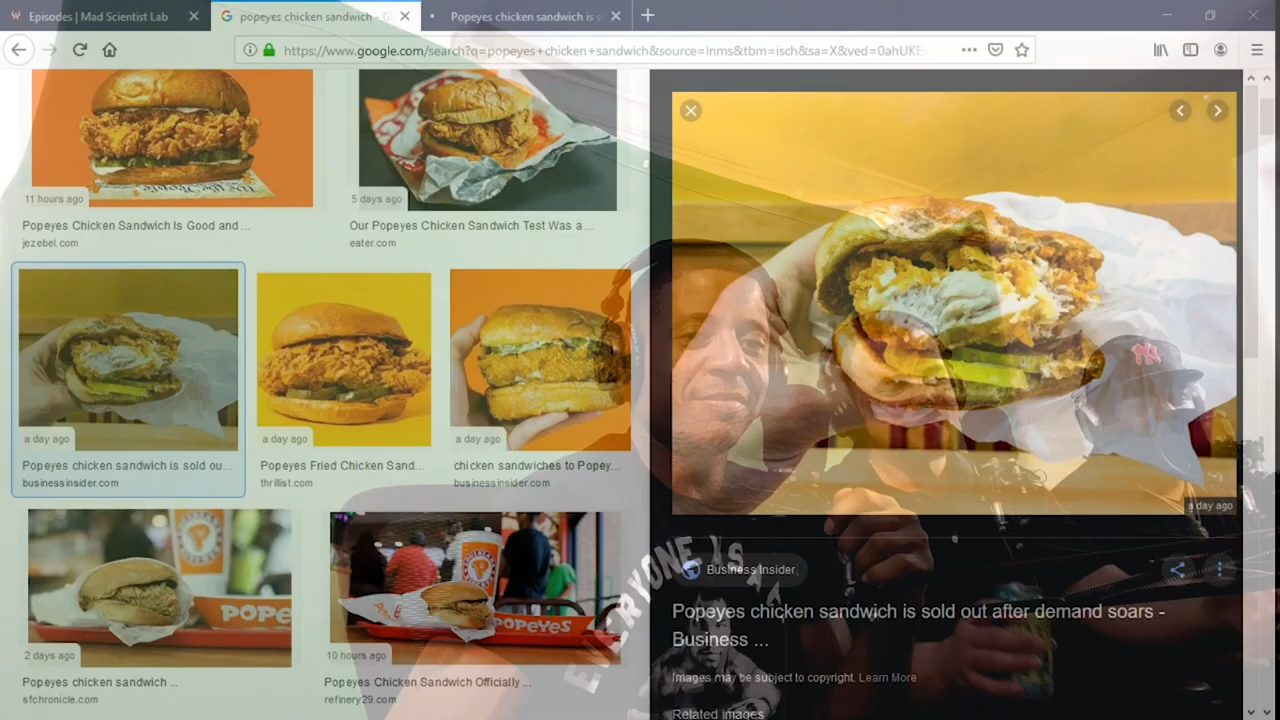 Episodes | Mad Scientist Lab
popeyes chicken sandwich - G
Popeyes chicken sandwich is s
https://www.google.com/search?q=popeyes+chicken+sandwich&source=lnms&tbm=isch&sa=X&ved=0ahUKE
11 hours ago
5 days ago
Popeyes Chicken Sandwich Is Good and ...
jezebel.com
Our Popeyes Chicken Sandwich Test Was a ...
eater.com
NY
a day ago
a day ago
a day ago
Popeyes chicken sandwich is sold ou...
businessinsider.com
Popeyes Fried Chicken Sand...
thrillist.com
chicken sandwiches to Popey...
businessinsider.com
a day ago
POPEYES
POPEYES
2 days ago
10 hours ago
Popeyes chicken sandwich ...
sfchronicle.com
Popeyes Chicken Sandwich Officially ...
refinery29.com
EVERYONE IS A
Business Insider
Popeyes chicken sandwich is sold out after demand soars -
Business ...
Images may be subject to copyright. Learn More
Related images